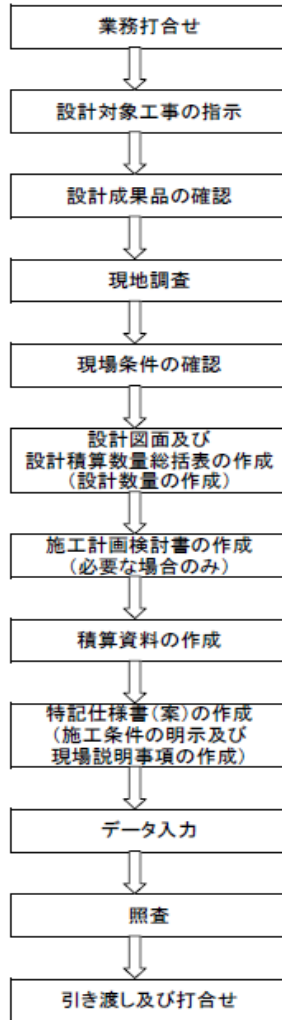 業務打合せ
設計対象工事の指示
設計成果品の確認
現地調査
現場条件の確認
設計図面及び
設計積算数量総括表の作成
(設計数量の作成)
施工計画検討書の作成
(必要な場合のみ)
積算資料の作成
特記仕様書(案)の作成
(施工条件の明示及び
現場説明事項の作成)
データ入力
照査
引き渡し及び打合せ